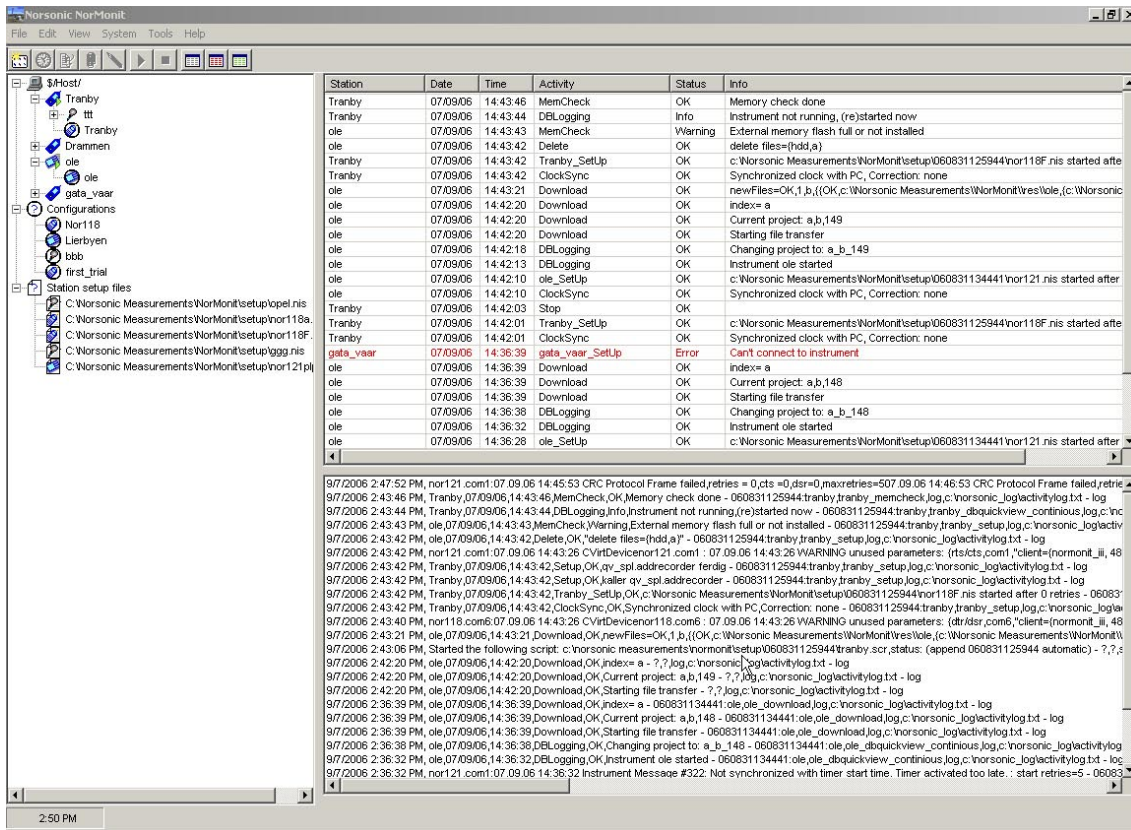 Norsonic NorMonit
File Edit View System Tools Help
$/Host/
Tranby
ttt
Tranby
Drammen
ole
ole
gata_vaar
Configurations
Nor118
Lierbyen
bbb
first_trial
Station setup files
C:\Norsonic Measurements\NorMonit\setup\opel.nis
C:\Norsonic Measurements\NorMonit\setup\nor118a.
C:\Norsonic Measurements\NorMonit\setup\nor118F.
C:\Norsonic Measurements\NorMonit\setup\ggg.nis
C:\Norsonic Measurements\NorMonit\setup\nor121pl
Station Date Time Activity Status Info
Tranby 07/09/06 14:43:46 MemCheck OK Memory check done
Tranby 07/09/06 14:43:44 DBLogging Info Instrument not running, (re)started now
ole 07/09/06 14:43:43 MemCheck Warning External memory flash full or not installed
ole 07/09/06 14:43:42 Delete OK delete files={hdd,a}
Tranby 07/09/06 14:43:42 Tranby_SetUp OK c:\Norsonic Measurements\NorMonit\setup\060831125944\nor118F.nis started afte
Tranby 07/09/06 14:43:42 ClockSync OK Synchronized clock with PC, Correction: none
ole 07/09/06 14:43:21 Download OK newFiles=OK,1,b,{{OK,c:\\Norsonic Measurements\\NorMonit\\res\\ole,{c:\\Norsonic
ole 07/09/06 14:42:20 Download OK index= a
ole 07/09/06 14:42:20 Download OK Current project: a,b,149
ole 07/09/06 14:42:20 Download OK Starting file transfer
ole 07/09/06 14:42:18 DBLogging OK Changing project to: a_b_149
ole 07/09/06 14:42:13 DBLogging OK Instrument ole started
ole 07/09/06 14:42:10 ole_SetUp OK c:\Norsonic Measurements\NorMonit\setup\060831134441\nor121.nis started after
ole 07/09/06 14:42:10 ClockSync OK Synchronized clock with PC, Correction: none
Tranby 07/09/06 14:42:03 Stop OK
Tranby 07/09/06 14:42:01 Tranby_SetUp OK c:\Norsonic Measurements\NorMonit\setup\060831125944\nor118F.nis started afte
Tranby 07/09/06 14:42:01 ClockSync OK Synchronized clock with PC, Correction: none
gata_vaar 07/09/06 14:36:39 gata_vaar_SetUp Error Can't connect to instrument
ole 07/09/06 14:36:39 Download OK index= a
ole 07/09/06 14:36:39 Download OK Current project: a,b,148
ole 07/09/06 14:36:39 Download OK Starting file transfer
ole 07/09/06 14:36:38 DBLogging OK Changing project to: a_b_148
ole 07/09/06 14:36:32 DBLogging OK Instrument ole started
ole 07/09/06 14:36:28 ole_SetUp OK c:\Norsonic Measurements\NorMonit\setup\060831134441\nor121.nis started after
9/7/2006 2:47:52 PM, nor121.com1:07.09.06 14:45:53 CRC Protocol Frame failed,retries = 0,cts =0,dsr=0,maxretries=507.09.06 14:46:53 CRC Protocol Frame failed,retrie
9/7/2006 2:43:46 PM, Tranby,07/09/06,14:43:46,MemCheck,OK,Memory check done - 060831125944:tranby,tranby_memcheck,log,c:\norsonic_log\activitylog.txt - log
9/7/2006 2:43:44 PM, Tranby,07/09/06,14:43:44,DBLogging,Info,Instrument not running,(re)started now - 060831125944:tranby,tranby_dbquickview_continious,log,c:\nc
9/7/2006 2:43:43 PM, ole,07/09/06,14:43:43,MemCheck,Warning,External memory flash full or not installed - 060831125944:tranby,tranby_setup,log,c:\norsonic_log\activ
9/7/2006 2:43:42 PM, ole,07/09/06,14:43:42,Delete,OK,"delete files={hdd,a}" - 060831125944:tranby,tranby_setup,log,c:\norsonic_log\activitylog.txt - log
9/7/2006 2:43:42 PM, nor121.com1:07.09.06 14:43:26 CVirtDevicenor121.com1 : 07.09.06 14:43:26 WARNING unused parameters: {rts/cts,com1,"client={normonit_iii, 48
9/7/2006 2:43:42 PM, Tranby,07/09/06,14:43:42,Setup,OK,qv_spl.addrecorder ferdig - 060831125944:tranby,tranby_setup,log,c:\norsonic_log\activitylog.txt - log
9/7/2006 2:43:42 PM, Tranby,07/09/06,14:43:42,Setup,OK,kaller qv_spl.addrecorder - 060831125944:tranby,tranby_setup,log,c:\norsonic_log\activitylog.txt - log
9/7/2006 2:43:42 PM, Tranby,07/09/06,14:43:42,Tranby_SetUp,OK,c:\Norsonic Measurements\NorMonit\setup\060831125944\nor118F.nis started after 0 retries - 06083
9/7/2006 2:43:42 PM, Tranby,07/09/06,14:43:42,ClockSync,OK,Synchronized clock with PC,Correction: none - 060831125944:tranby,tranby_setup,log,c:\norsonic_log\a
9/7/2006 2:43:40 PM, nor118.com6:07.09.06 14:43:26 CVirtDevicenor118.com6 : 07.09.06 14:43:26 WARNING unused parameters: {dtr/dsr,com6,"client={normonit_iii, 48
9/7/2006 2:43:21 PM, ole,07/09/06,14:43:21,Download,OK,newFiles=OK,1,b,{{OK,c:\\Norsonic Measurements\\NorMonit\\res\\ole,{c:\\Norsonic Measurements\\NorMonit\\
9/7/2006 2:43:06 PM, Started the following script: c:\norsonic measurements\normonit\setup\060831125944\tranby.scr,status: (append 060831125944 automatic) - ?,?,s
9/7/2006 2:42:20 PM, ole,07/09/06,14:42:20,Download,OK,index= a - ?,?,log,c:\norsonic_log\activitylog.txt - log
9/7/2006 2:42:20 PM, ole,07/09/06,14:42:20,Download,OK,Current project: a,b,149 - ?,?,log,c:\norsonic_log\activitylog.txt - log
9/7/2006 2:42:20 PM, ole,07/09/06,14:42:20,Download,OK,Starting file transfer - ?,?,log,c:\norsonic_log\activitylog.txt - log
9/7/2006 2:36:39 PM, ole,07/09/06,14:36:39,Download,OK,index= a - 060831134441:ole,ole_download,log,c:\norsonic_log\activitylog.txt - log
9/7/2006 2:36:39 PM, ole,07/09/06,14:36:39,Download,OK,Current project: a,b,148 - 060831134441:ole,ole_download,log,c:\norsonic_log\activitylog.txt - log
9/7/2006 2:36:39 PM, ole,07/09/06,14:36:39,Download,OK,Starting file transfer - 060831134441:ole,ole_download,log,c:\norsonic_log\activitylog.txt - log
9/7/2006 2:36:38 PM, ole,07/09/06,14:36:38,DBLogging,OK,Changing project to: a_b_148 - 060831134441:ole,ole_dbquickview_continious,log,c:\norsonic_log\activitylog
9/7/2006 2:36:32 PM, ole,07/09/06,14:36:32,DBLogging,OK,Instrument ole started - 060831134441:ole,ole_dbquickview_continious,log,c:\norsonic_log\activitylog.txt - log
9/7/2006 2:36:32 PM, nor121.com1:07.09.06 14:36:32 Instrument Message #322: Not synchronized with timer start time. Timer activated too late. : start retries=5 - 06083
2:50 PM